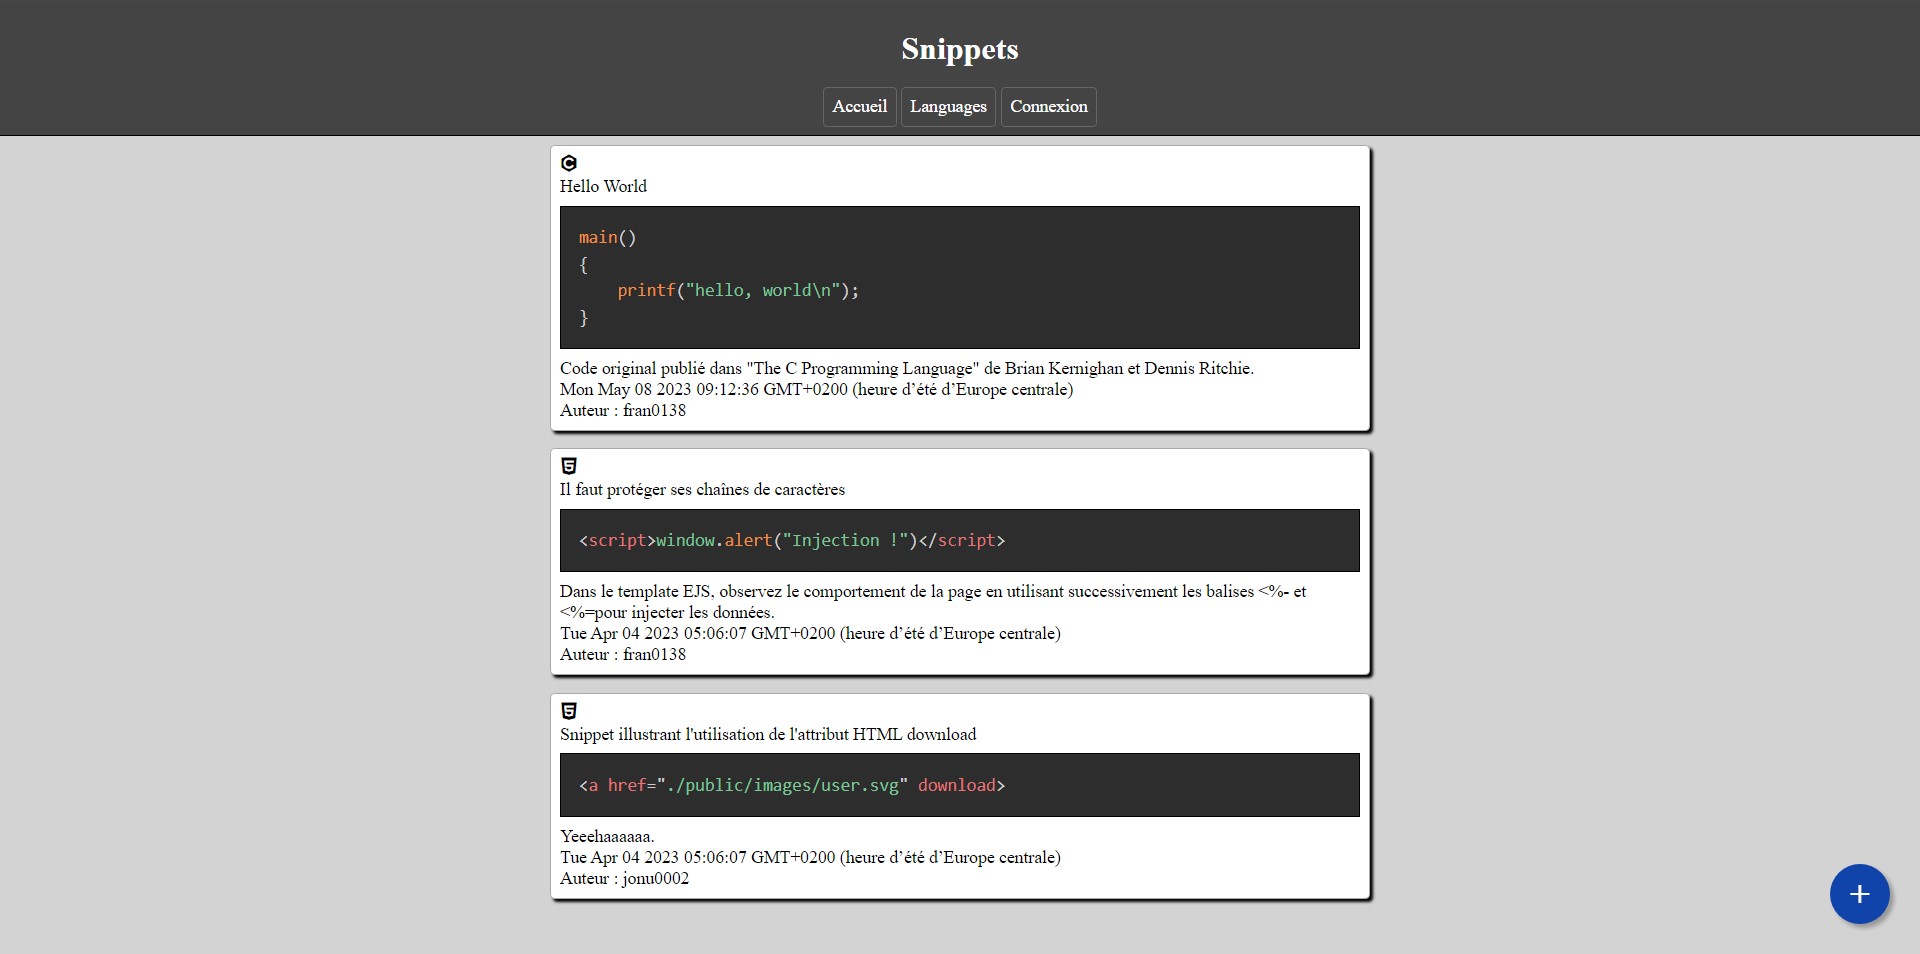 Snippets
Accueil Languages Connexion
Hello World
main()
{
    printf("hello, world\n");
}
Code original publié dans "The C Programming Language" de Brian Kernighan et Dennis Ritchie.
Mon May 08 2023 09:12:36 GMT+0200 (heure d’été d’Europe centrale)
Auteur : fran0138
Il faut protéger ses chaînes de caractères
<script>window.alert("Injection !")</script>
Dans le template EJS, observez le comportement de la page en utilisant successivement les balises <%- et
<%=pour injecter les données.
Tue Apr 04 2023 05:06:07 GMT+0200 (heure d’été d’Europe centrale)
Auteur : fran0138
Snippet illustrant l'utilisation de l'attribut HTML download
<a href="./public/images/user.svg" download>
Yeeehaaaaaa.
Tue Apr 04 2023 05:06:07 GMT+0200 (heure d’été d’Europe centrale)
Auteur : jonu0002
+